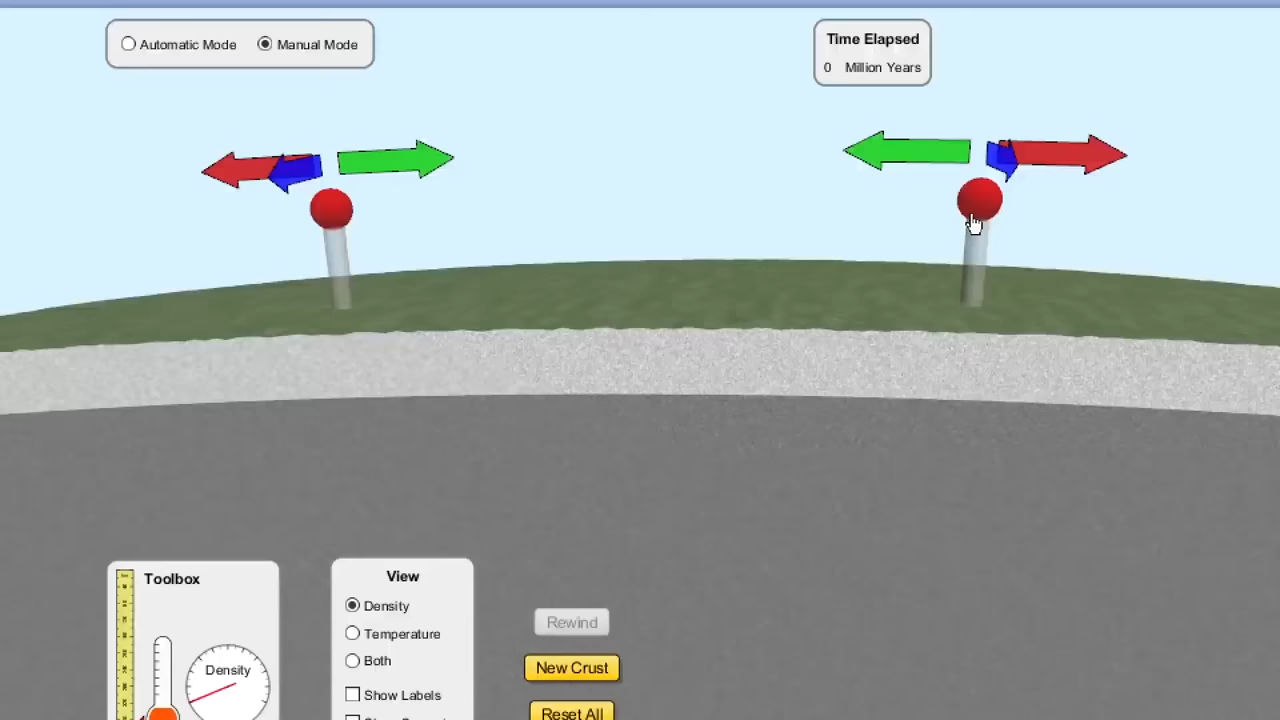 Automatic Mode
Manual Mode
Time Elapsed
0 Million Years
Toolbox
Density
View
Density
Temperature
Both
Show Labels
Rewind
New Crust
Reset All